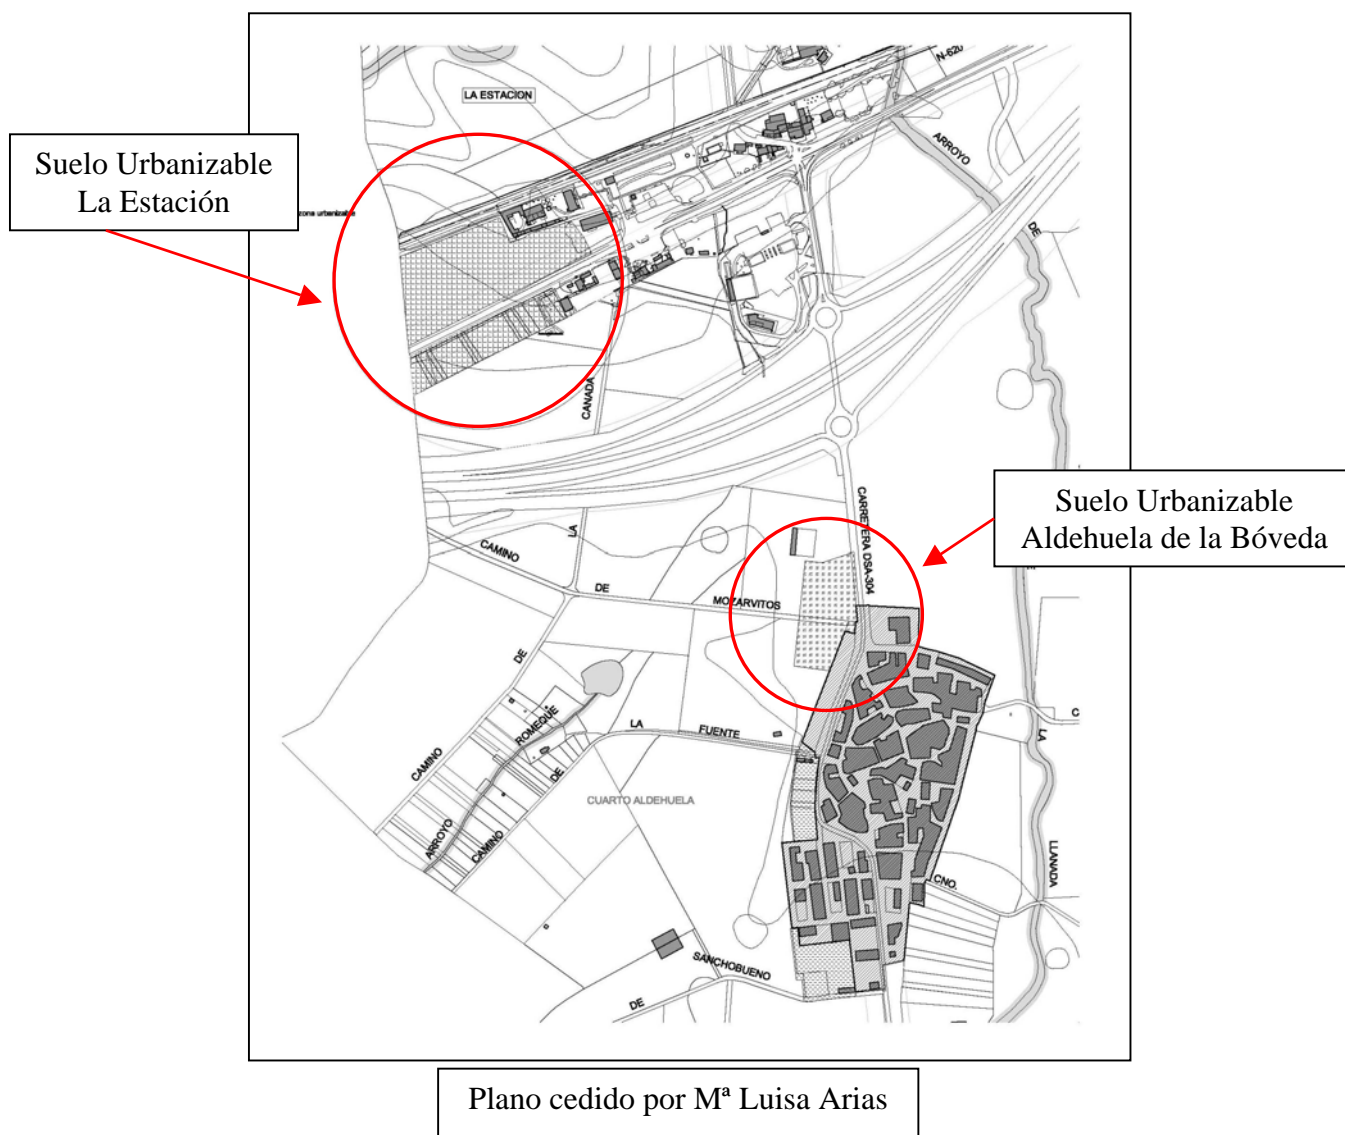 N-620
LA ESTACION
ARROYO
Suelo Urbanizable
La Estación
zona urbanizable
DE
CAÑADA
Suelo Urbanizable
Aldehuela de la Bóveda
CARRETERA DSA-304
CAMINO
LA
DE
MOZARVITOS
DE
LA
FUENTE
ROMEQUE
C
LA
CAMINO
DE
CUARTO ALDEHUELA
ARROYO
CAMINO
LLANADA
CNO.
SANCHOBUENO
DE
Plano cedido por Mª Luisa Arias